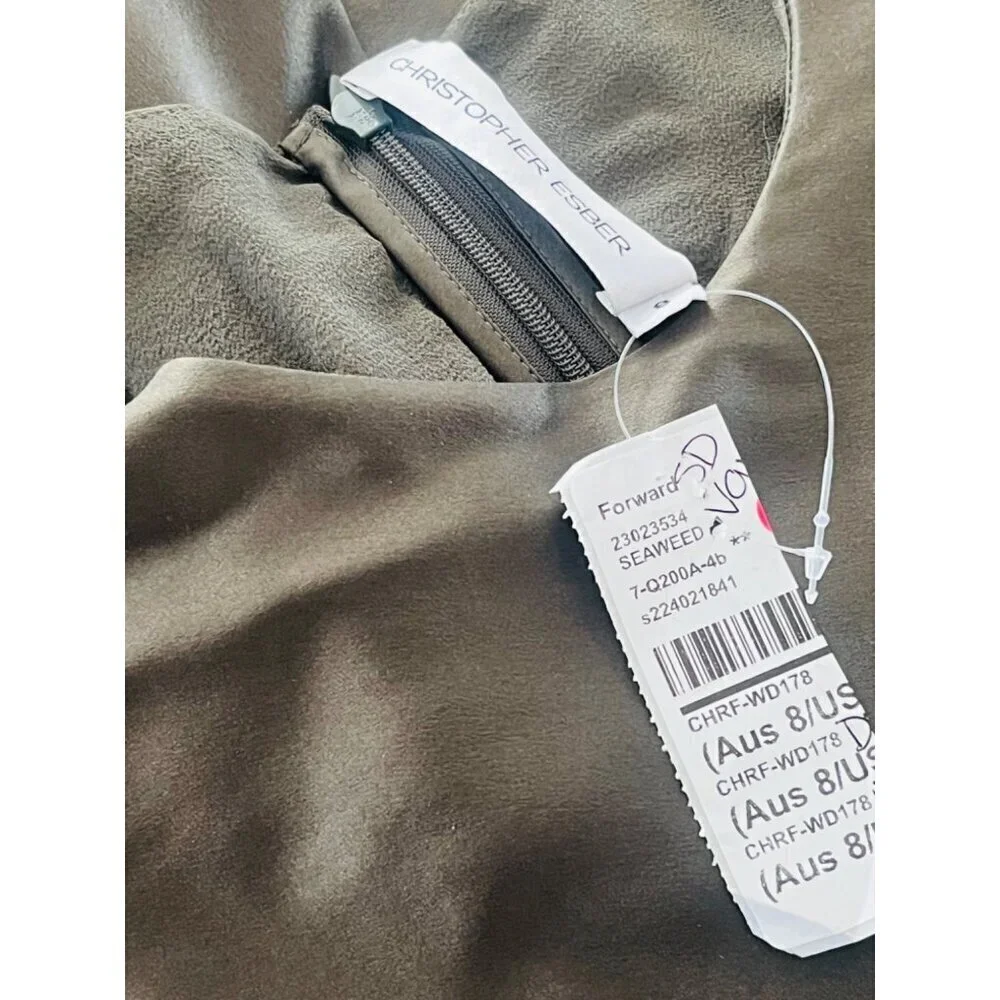 CHRISTOPHER ESBER
Forward
SD
23023534
SEAWEED
**
7-Q200A-4b
s224021841
CHRF-WD178
(Aus 8/US
CHRF-WD178
(Aus 8/US
CHRF-WD178
(Aus 8/